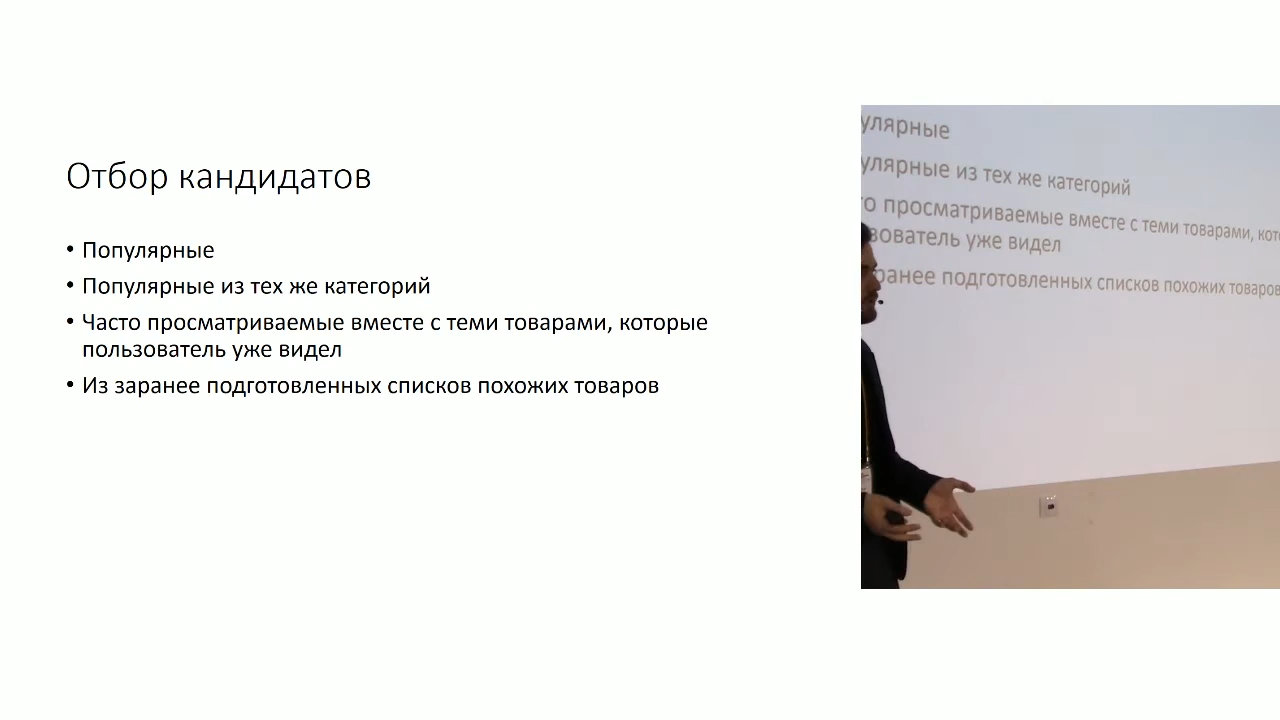 Отбор кандидатов
• Популярные
• Популярные из тех же категорий
• Часто просматриваемые вместе с теми товарами, которые
пользователь уже видел
• Из заранее подготовленных списков похожих товаров
улярные
улярные из тех же категорий
го просматриваемые вместе с теми товарами, кото
зователь уже видел
ранее подготовленных списков похожих товаров